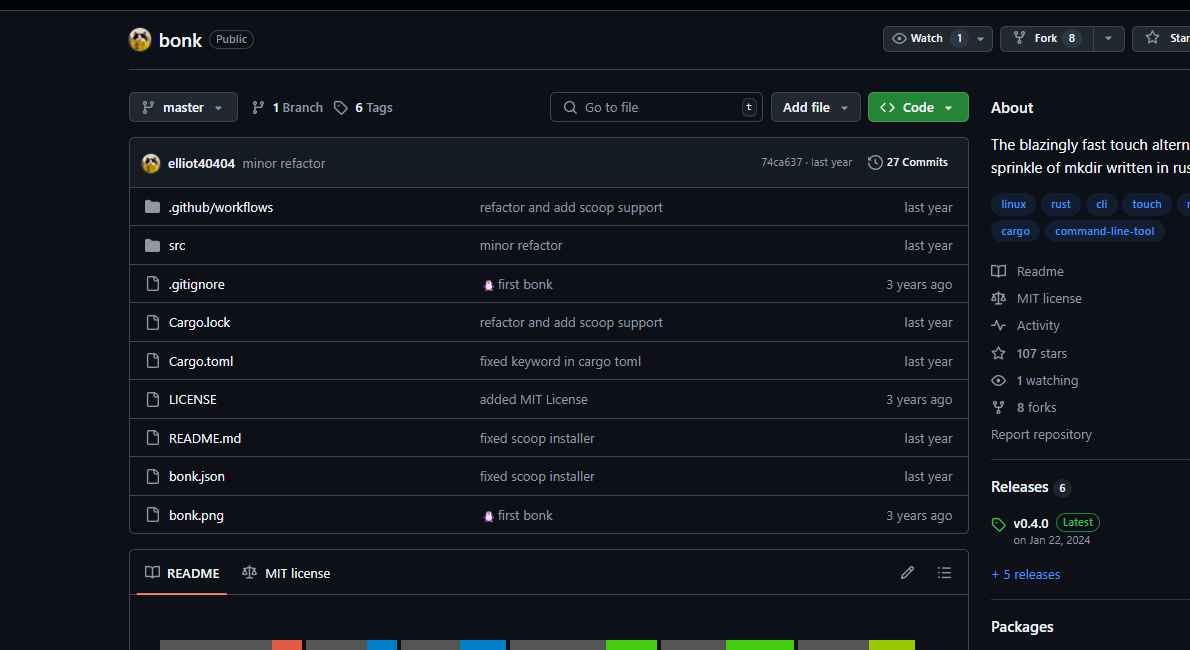 bonk Public Watch 1 Fork 8
master 1 Branch 6 Tags Go to file t Add file Code
elliot40404 minor refactor 74ca637 · last year 27 Commits
.github/workflows refactor and add scoop support last year
src minor refactor last year
.gitignore first bonk 3 years ago
Cargo.lock refactor and add scoop support last year
Cargo.toml fixed keyword in cargo toml last year
LICENSE added MIT License 3 years ago
README.md fixed scoop installer last year
bonk.json fixed scoop installer last year
bonk.png first bonk 3 years ago
README MIT license
About
The blazingly fast touch
sprinkle of mkdir written in
linux rust cli touch
cargo command-line-tool
Readme
MIT license
Activity
107 stars
1 watching
8 forks
Report repository
Releases 6
v0.4.0 Latest
on Jan 22, 2024
+ 5 releases
Packages